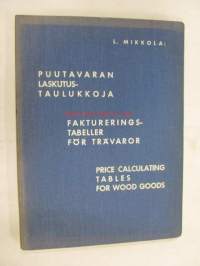 L. MIKKOLA:
PUUTAVARAN
LASKUTUS-
TAULUKKOJA
FAKTURERINGS-
TABELLER
FÖR TRÄVAROR
PRICE CALCULATING
TABLES
FOR WOOD GOODS